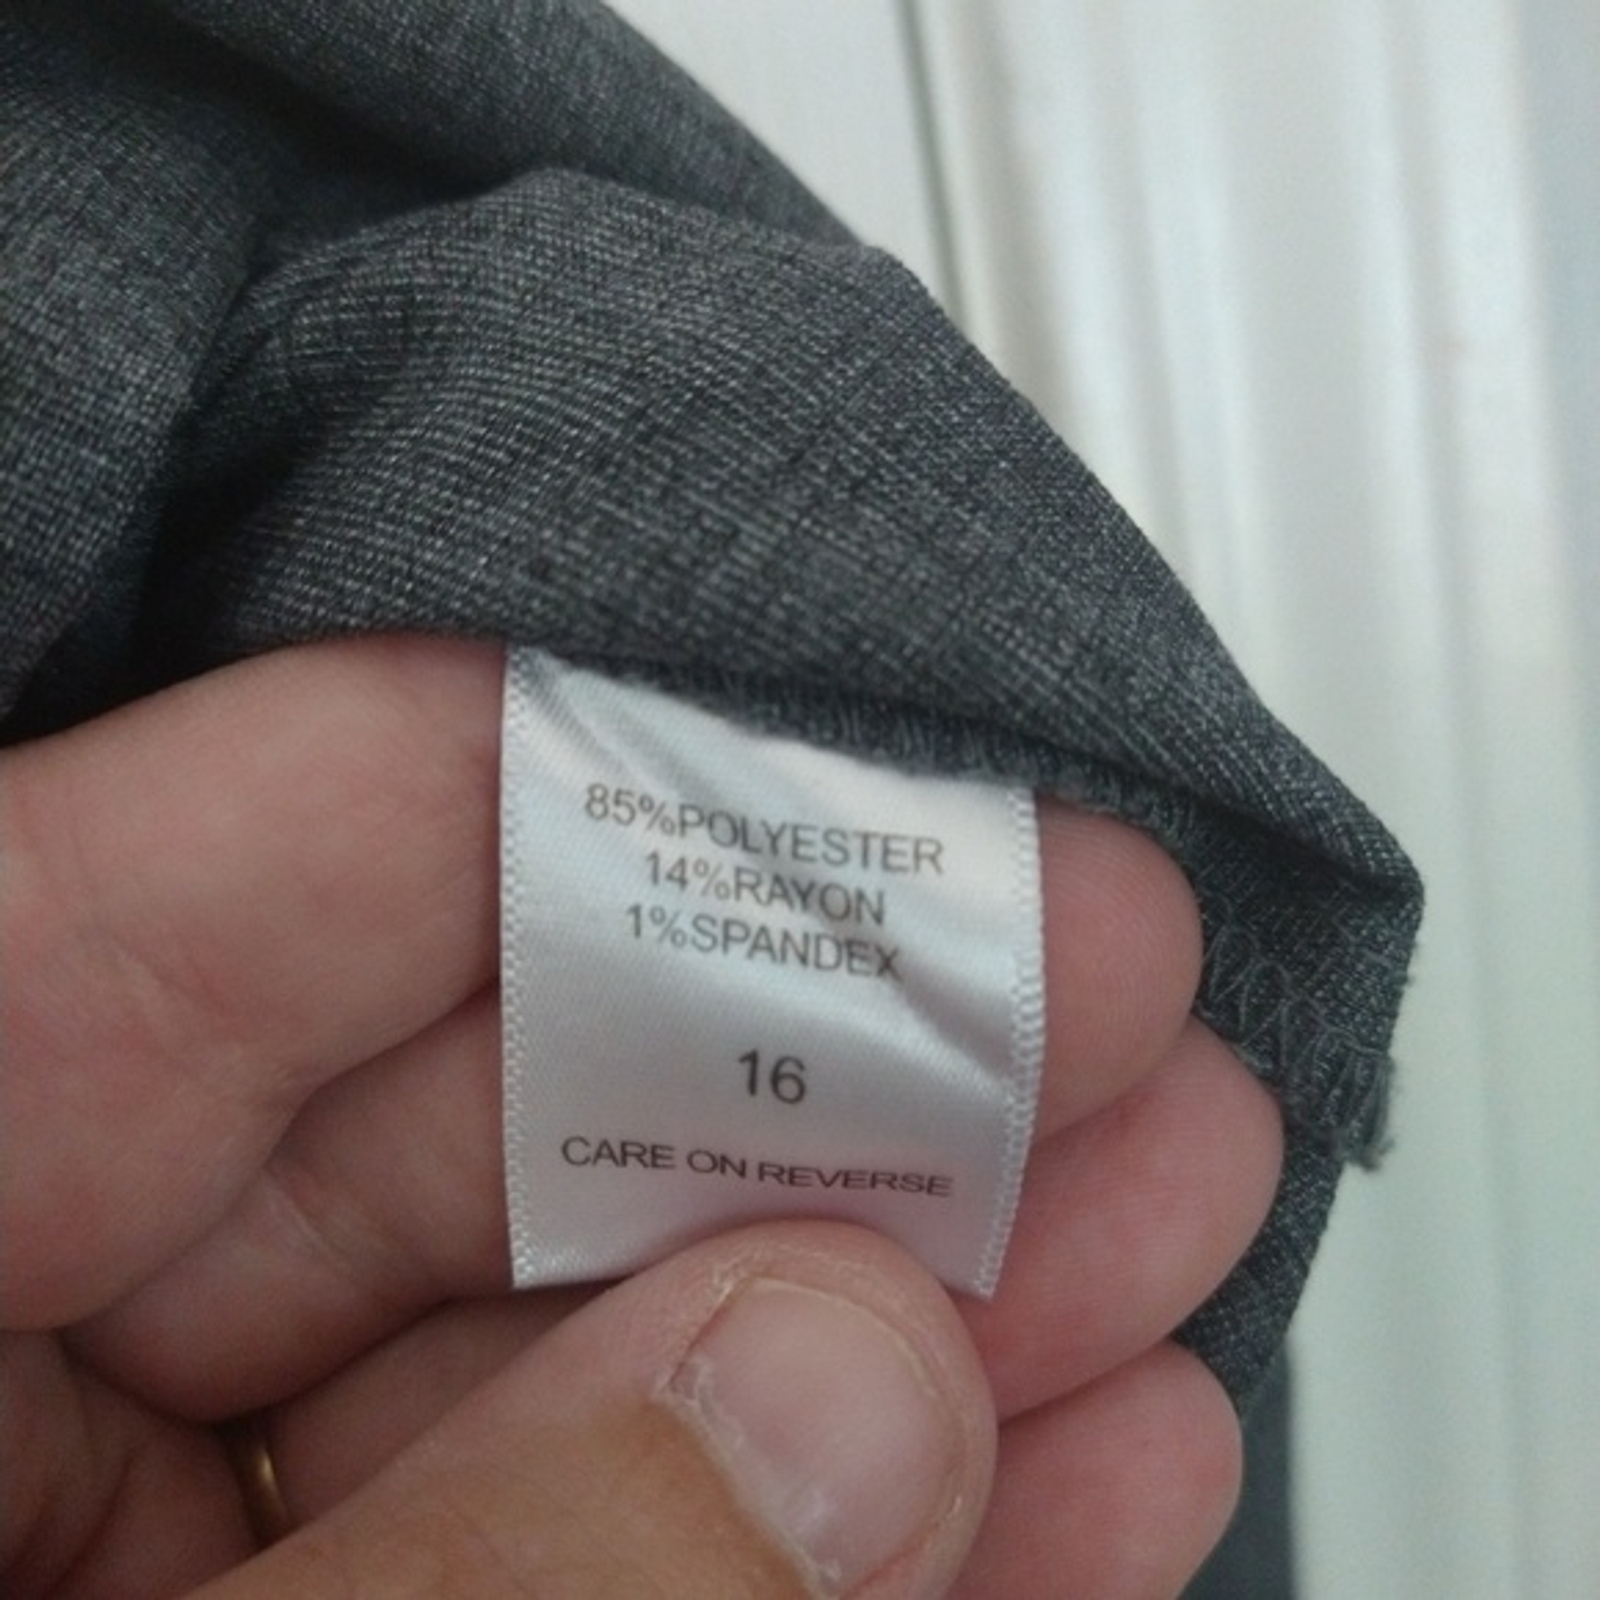 85%POLYESTER
14%RAYON
1%SPANDEX
16
CARE ON REVERSE